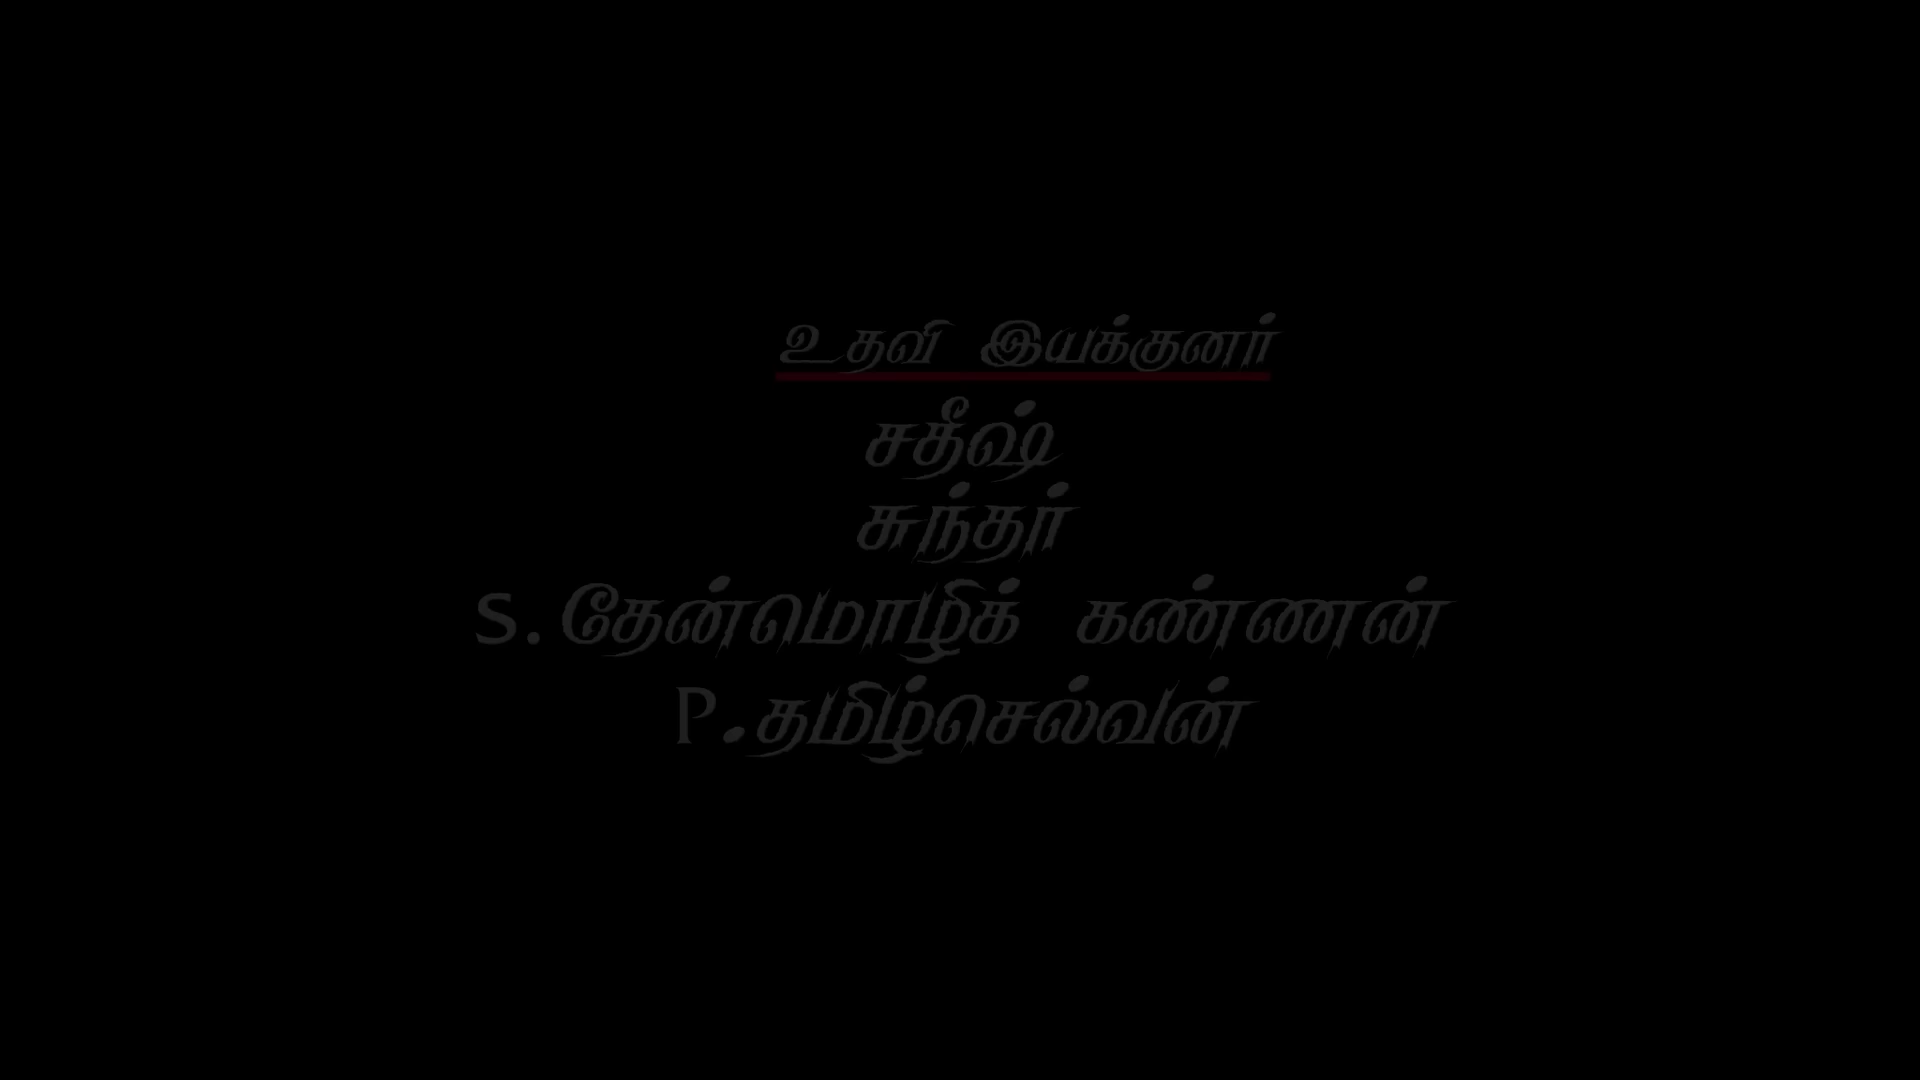 உதவி இயக்குனர்
சதீஷ்
சுந்தர்
S.தேன்மொழிக் கண்ணன்
P.தமிழ்செல்வன்